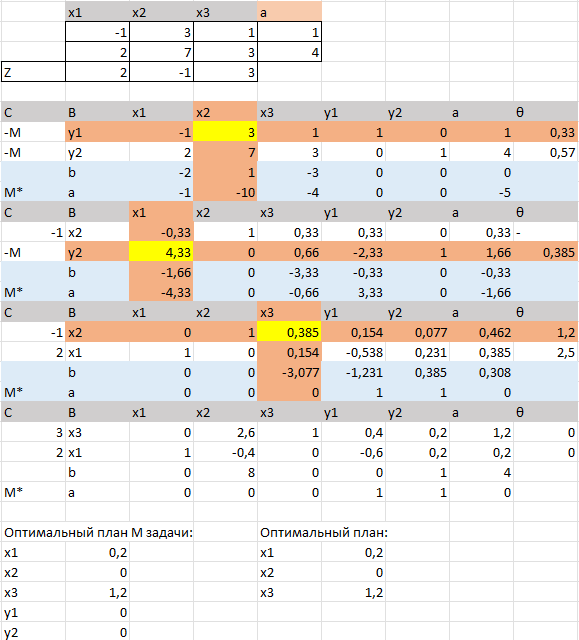 x1 x2 x3 a
-1 3 1 1
2 7 3 4
Z 2 -1 3
C B x1 x2 x3 y1 y2 a θ
-M y1 -1 3 1 1 0 1 0,33
-M y2 2 7 3 0 1 4 0,57
b -2 1 -3 0 0 0
M* a -1 -10 -4 0 0 -5
C B x1 x2 x3 y1 y2 a θ
-1 x2 -0,33 1 0,33 0,33 0 0,33 -
-M y2 4,33 0 0,66 -2,33 1 1,66 0,385
b -1,66 0 -3,33 -0,33 0 -0,33
M* a -4,33 0 -0,66 3,33 0 -1,66
C B x1 x2 x3 y1 y2 a θ
-1 x2 0 1 0,385 0,154 0,077 0,462 1,2
2 x1 1 0 0,154 -0,538 0,231 0,385 2,5
b 0 0 -3,077 -1,231 0,385 0,308
M* a 0 0 0 1 1 0
C B x1 x2 x3 y1 y2 a θ
3 x3 0 2,6 1 0,4 0,2 1,2 0
2 x1 1 -0,4 0 -0,6 0,2 0,2 0
b 0 8 0 0 1 4
M* a 0 0 0 1 1 0
Оптимальный план М задачи: Оптимальный план:
x1 0,2 x1 0,2
x2 0 x2 0
x3 1,2 x3 1,2
y1 0
y2 0